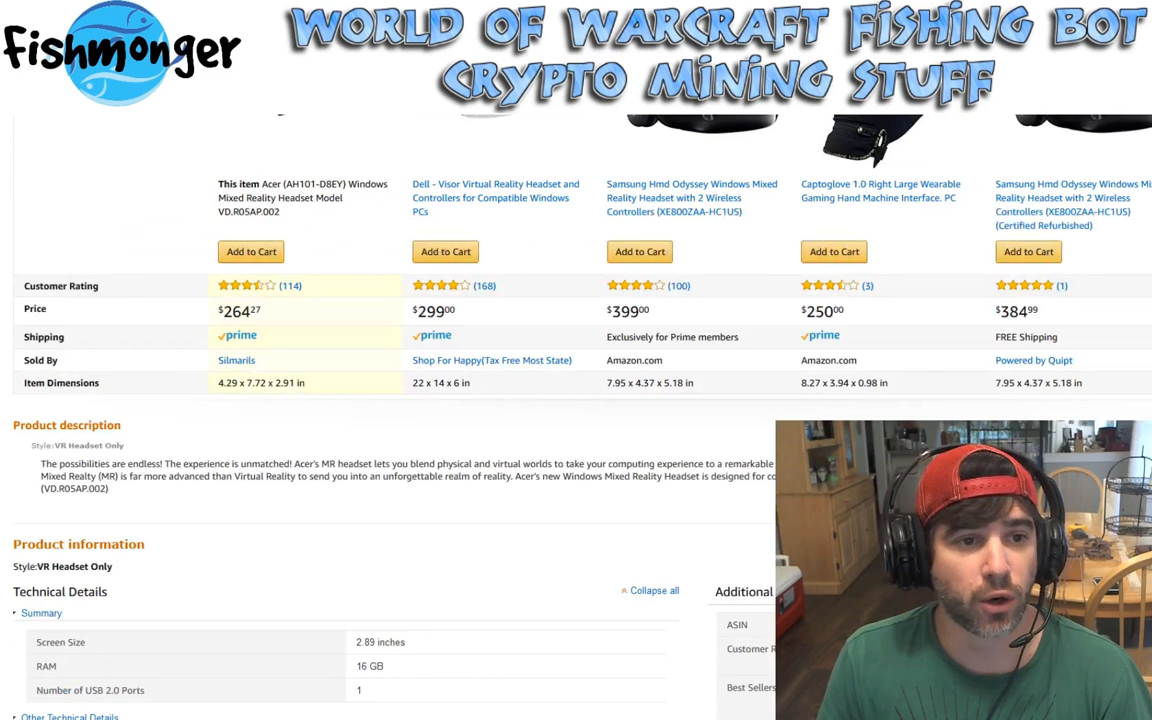 fishmonger
WORLD OF WARCRAFT FISHING BOT
CRYPTO MINING STUFF
This item Acer (AH101-D8EY) Windows
Mixed Reality Headset Model
VD.R05AP.002
Dell - Visor Virtual Reality Headset and
Controllers for Compatible Windows
PCs
Samsung Hmd Odyssey Windows Mixed
Reality Headset with 2 Wireless
Controllers (XE800ZAA-HC1US)
Captoglove 1.0 Right Large Wearable
Gaming Hand Machine Interface. PC
Samsung Hmd Odyssey Windows Mi
Reality Headset with 2 Wireless
Controllers (XE800ZAA-HC1US)
(Certified Refurbished)
Add to Cart Add to Cart Add to Cart Add to Cart Add to Cart
Customer Rating (114) (168) (100) (3) (1)
Price $26427 $29900 $39900 $25000 $38499
Shipping prime prime Exclusively for Prime members prime FREE Shipping
Sold By Silmarils Shop For Happy(Tax Free Most State) Amazon.com Amazon.com Powered by Quipt
Item Dimensions 4.29 x 7.72 x 2.91 in 22 x 14 x 6 in 7.95 x 4.37 x 5.18 in 8.27 x 3.94 x 0.98 in 7.95 x 4.37 x 5.18 in
Product description
Style:VR Headset Only
The possibilities are endless! The experience is unmatched! Acer's MR headset lets you blend physical and virtual worlds to take your computing experience to a remarkable
Mixed Realty (MR) is far more advanced than Virtual Reality to send you into an unforgettable realm of reality. Acer's new Windows Mixed Reality Headset is designed for co
(VD.R05AP.002)
Product information
Style:VR Headset Only
Technical Details Collapse all Additional
Summary
ASIN
Screen Size 2.89 inches
Customer R
RAM 16 GB
Number of USB 2.0 Ports 1
Best Sellers
Other Technical Details